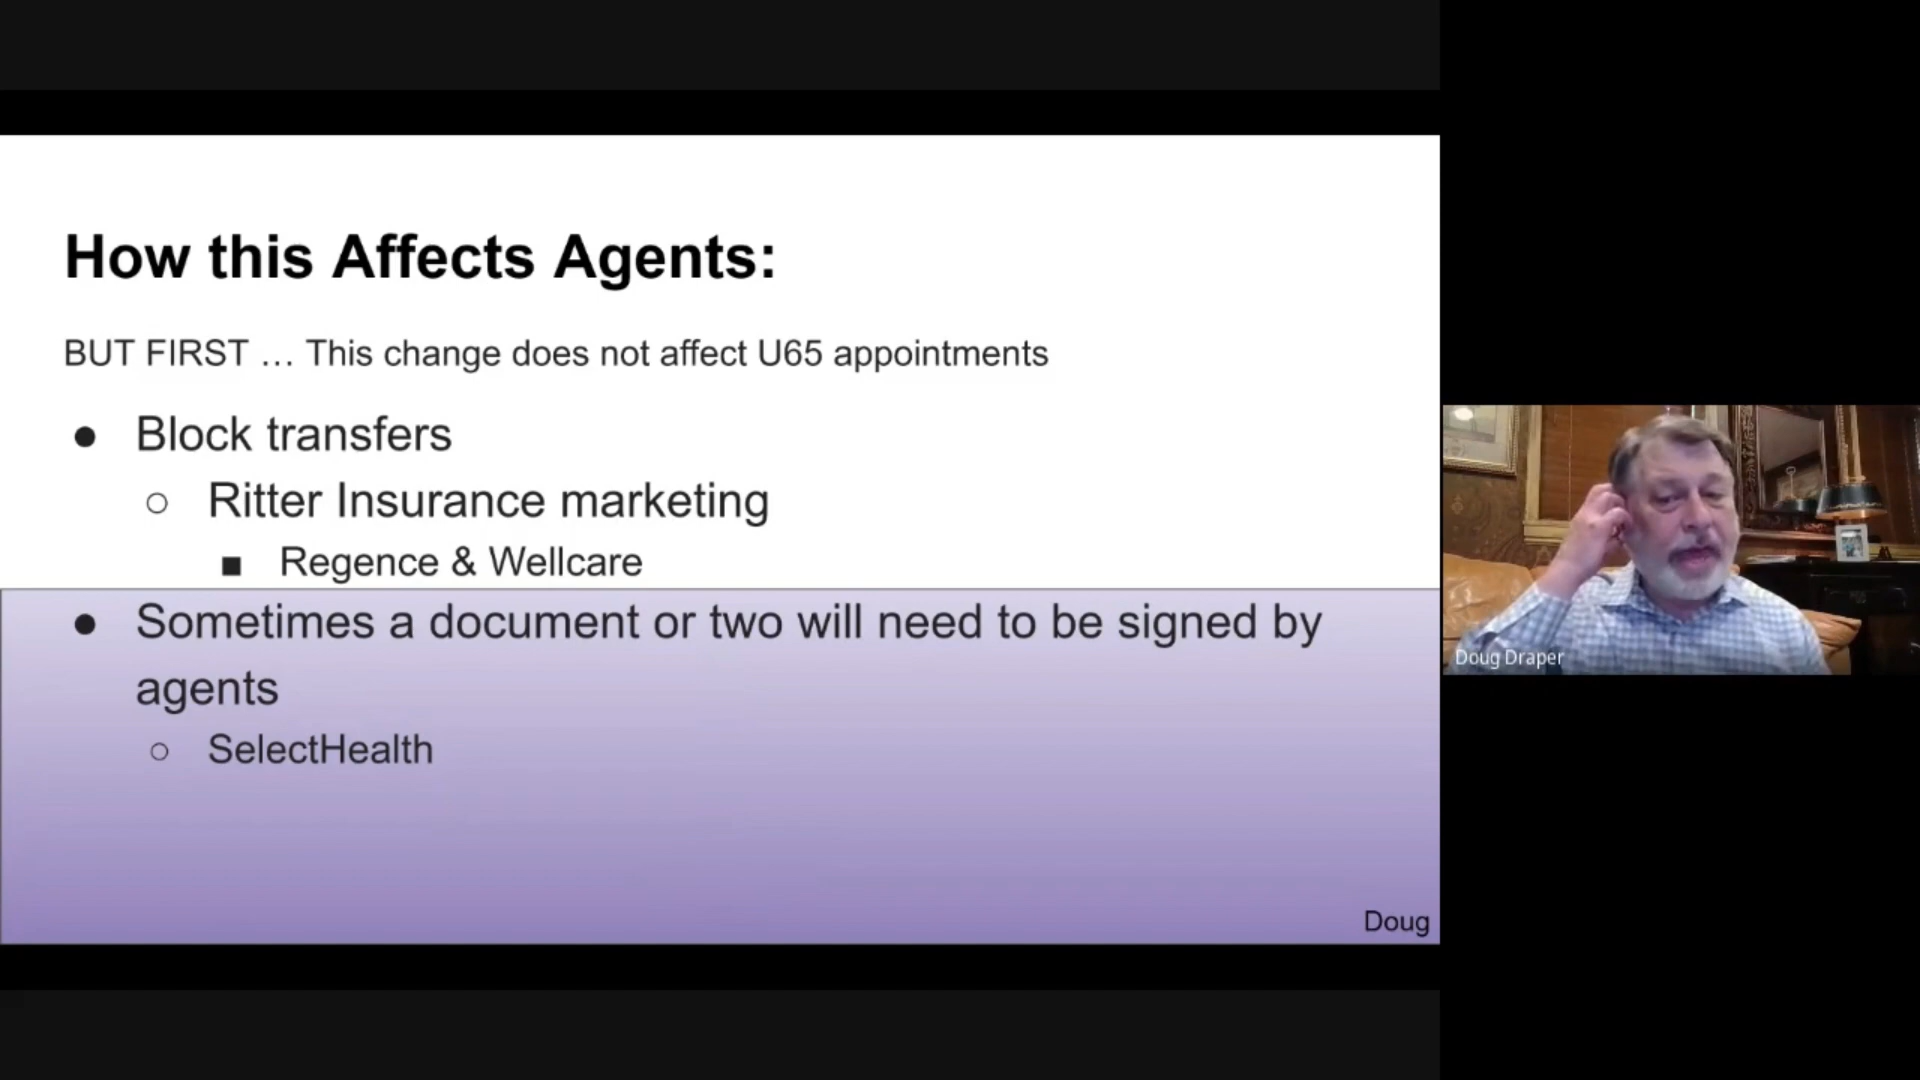 How this Affects Agents:
BUT FIRST … This change does not affect U65 appointments
● Block transfers
○ Ritter Insurance marketing
■ Regence & Wellcare
● Sometimes a document or two will need to be signed by
agents
○ SelectHealth
Doug
Doug Draper